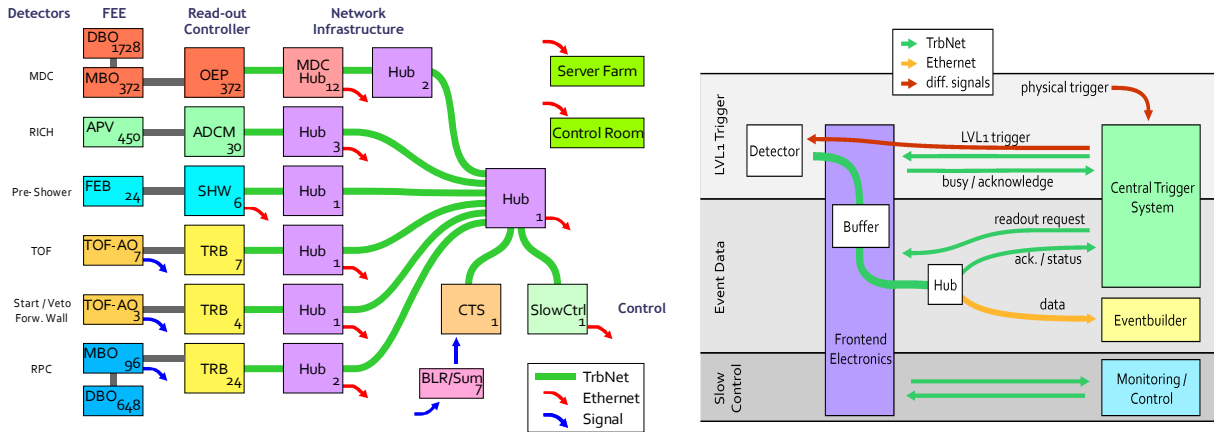 Detectors
FEE
Read-out
Controller
Network
Infrastructure
MDC
DBO
1728
MBO
372
OEP
372
MDC
Hub
12
Hub
2
Server Farm
RICH
APV
450
ADCM
30
Hub
3
Control Room
Pre-Shower
FEB
24
SHW
6
Hub
1
Hub
1
TOF
TOF-AO
7
TRB
7
Hub
1
Start / Veto
Forw. Wall
TOF-AO
3
TRB
4
Hub
1
CTS
1
SlowCtrl
1
Control
RPC
MBO
96
DBO
648
TRB
24
Hub
2
BLR/Sum
7
TrbNet
Ethernet
Signal
TrbNet
Ethernet
diff. signals
LVL1 Trigger
physical trigger
Detector
LVL1 trigger
busy / acknowledge
Central Trigger
System
Event Data
Buffer
readout request
ack. / status
Hub
data
Eventbuilder
Frontend
Electronics
Slow
Control
Monitoring /
Control